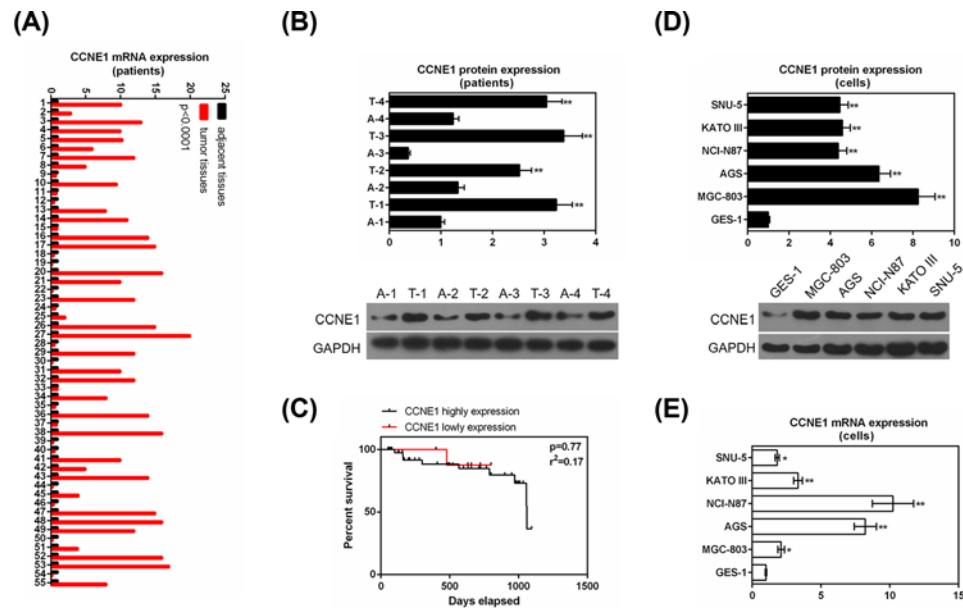 (A)
CCNE1 mRNA expression
(patients)
0 5 10 15 20 25
adjacent tissues
tumor tissues
p<0.0001
1
2
3
4
5
6
7
8
9
10
11
12
13
14
15
16
17
18
19
20
21
22
23
24
25
26
27
28
29
30
31
32
33
34
35
36
37
38
39
40
41
42
43
44
45
46
47
48
49
50
51
52
53
54
55
(B)
CCNE1 protein expression
(patients)
T-4 **
A-4
T-3 **
A-3
T-2 **
A-2
T-1 **
A-1
0 1 2 3 4
A-1 T-1 A-2 T-2 A-3 T-3 A-4 T-4
CCNE1
GAPDH
(C)
CCNE1 highly expression
CCNE1 lowly expression
p=0.77
r²=0.17
Percent survival
100
50
0
0 500 1000 1500
Days elapsed
(D)
CCNE1 protein expression
(cells)
SNU-5 **
KATO III **
NCI-N87 **
AGS **
MGC-803 **
GES-1
0 2 4 6 8 10
GES-1 MGC-803 AGS NCI-N87 KATO III SNU-5
CCNE1
GAPDH
(E)
CCNE1 mRNA expression
(cells)
SNU-5 *
KATO III **
NCI-N87 **
AGS **
MGC-803 *
GES-1
0 5 10 15